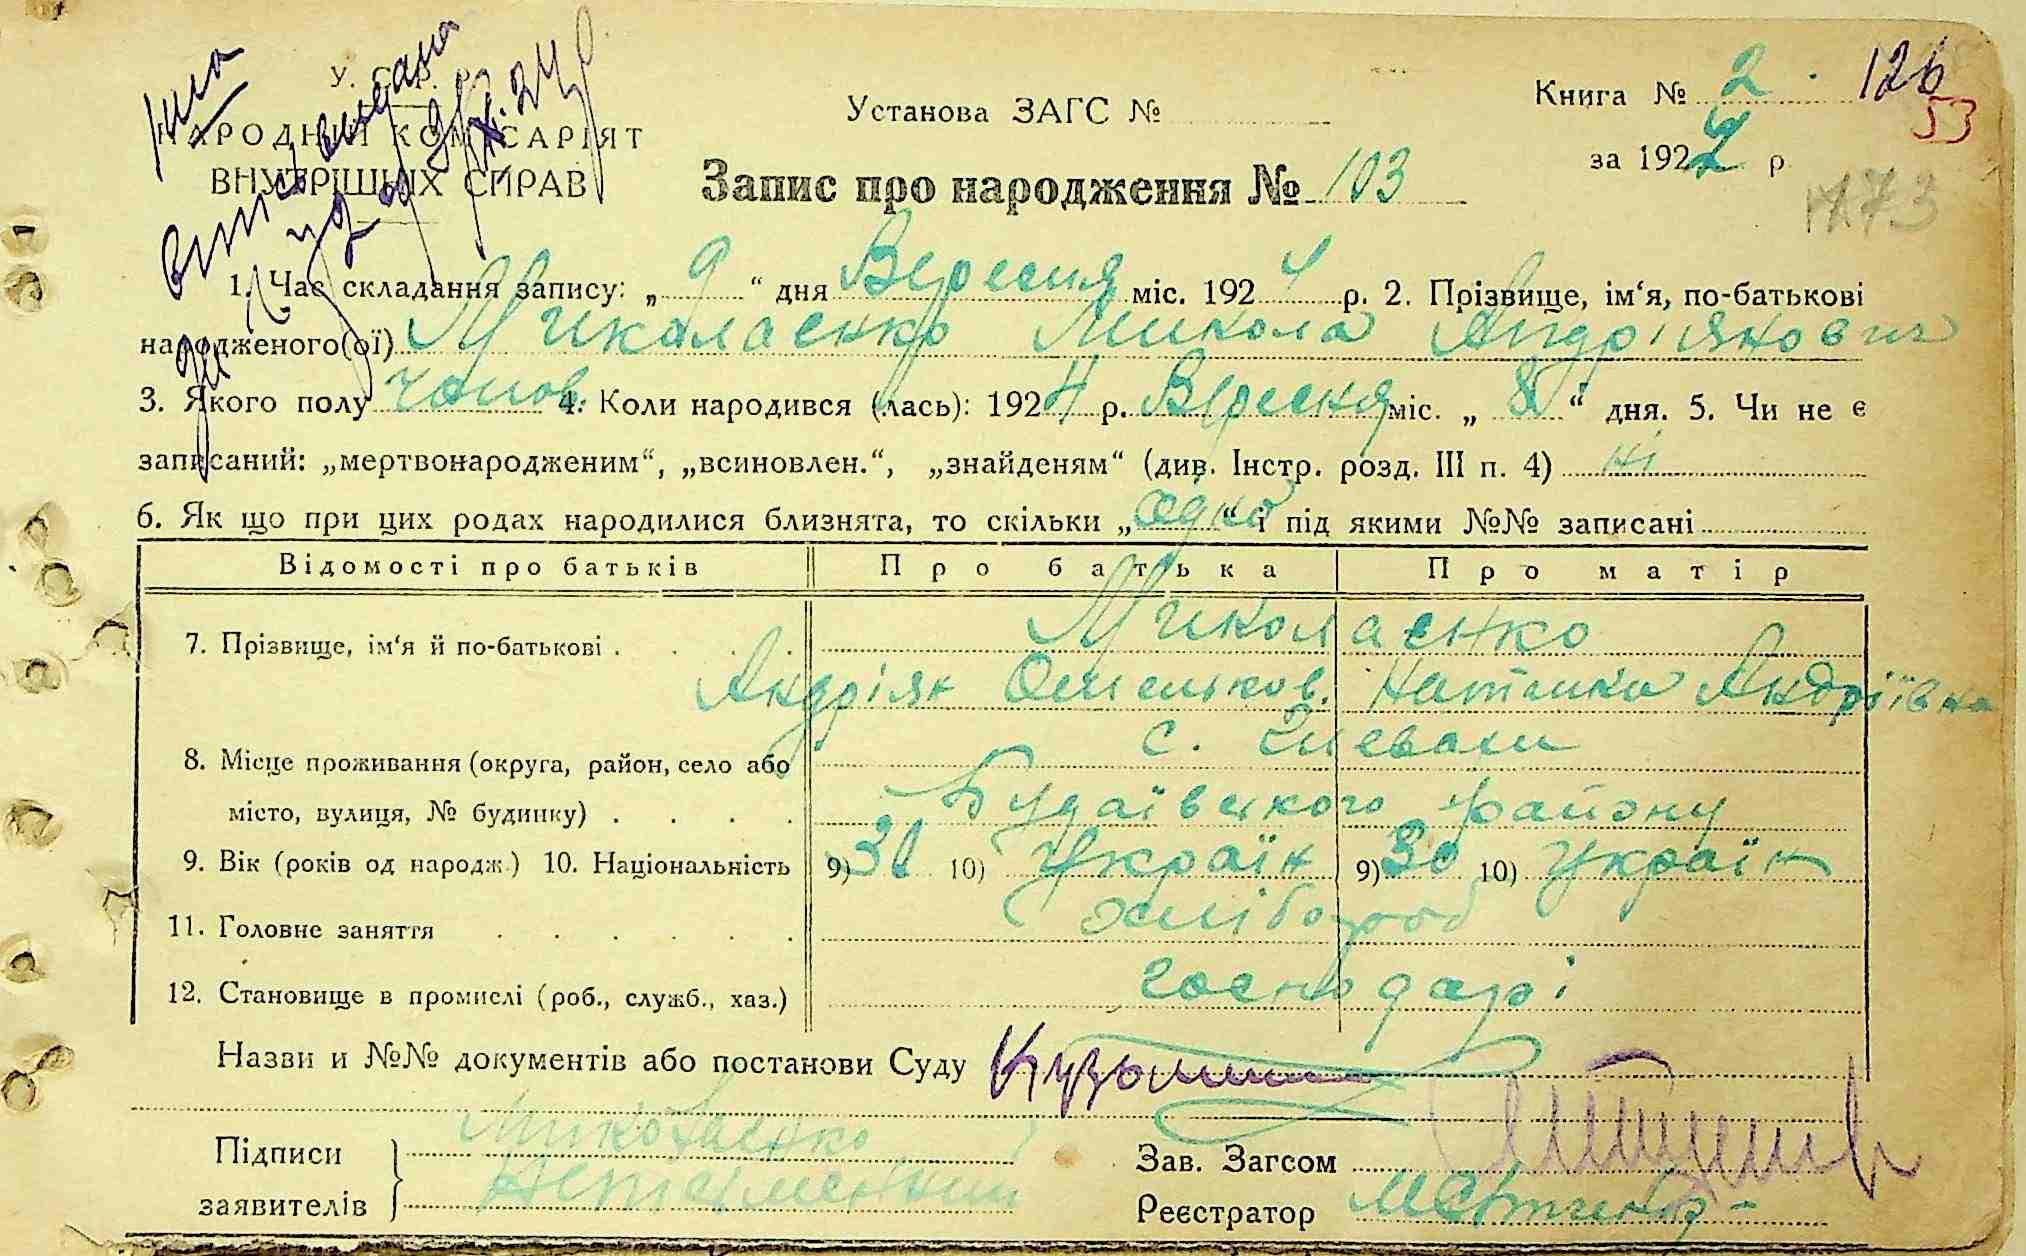 У. С. Р. Р.
НАРОДНІЙ КОМІСАРІЯТ
ВНУТРІШНІХ СПРАВ
виписъ видана
Установа ЗАГС №
Книга № 2
126
53
за 1924 р.
173
Запис про народження № 103
1. Час складання запису: „ 9 “ дня Вересня міс. 1924 р. 2. Прізвище, ім‘я, по-батькові
народженого(ої) Миколаєнко Микола Андріянович
3. Якого полу чолов. 4. Коли народився (лась): 1924 р. Вересня міс. „ 8 “ дня. 5. Чи не є
записаний: „мертвонародженим“, „всиновлен.“, „знайденям“ (див. Інстр. розд. III п. 4) ні
6. Як що при цих родах народилися близнята, то скільки „ одно “ і під якими №№ записані
Відомості про батьків Про батька Про матір
7. Прізвище, ім‘я й по-батькові Миколаєнко
Андріян Омельков. Наталка Андріївна
с. Глевахи
8. Місце проживання (округа, район, село або
місто, вулиця, № будинку) Будаївського району
9. Вік (років од народж.) 10. Національність 9) 31 10) Україн 9) 30 10) Україн
11. Головне заняття хлібороб
12. Становище в промислі (роб., служб., хаз.) господарі
Назви и №№ документів або постанови Суду
Підписи Миколаєнко
заявителів
Зав. Загсом
Реєстратор